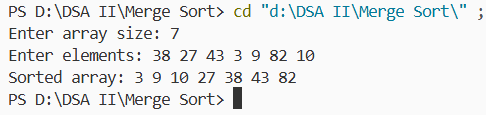 PS D:\DSA II\Merge Sort> cd "d:\DSA II\Merge Sort\" ;
Enter array size: 7
Enter elements: 38 27 43 3 9 82 10
Sorted array: 3 9 10 27 38 43 82
PS D:\DSA II\Merge Sort>